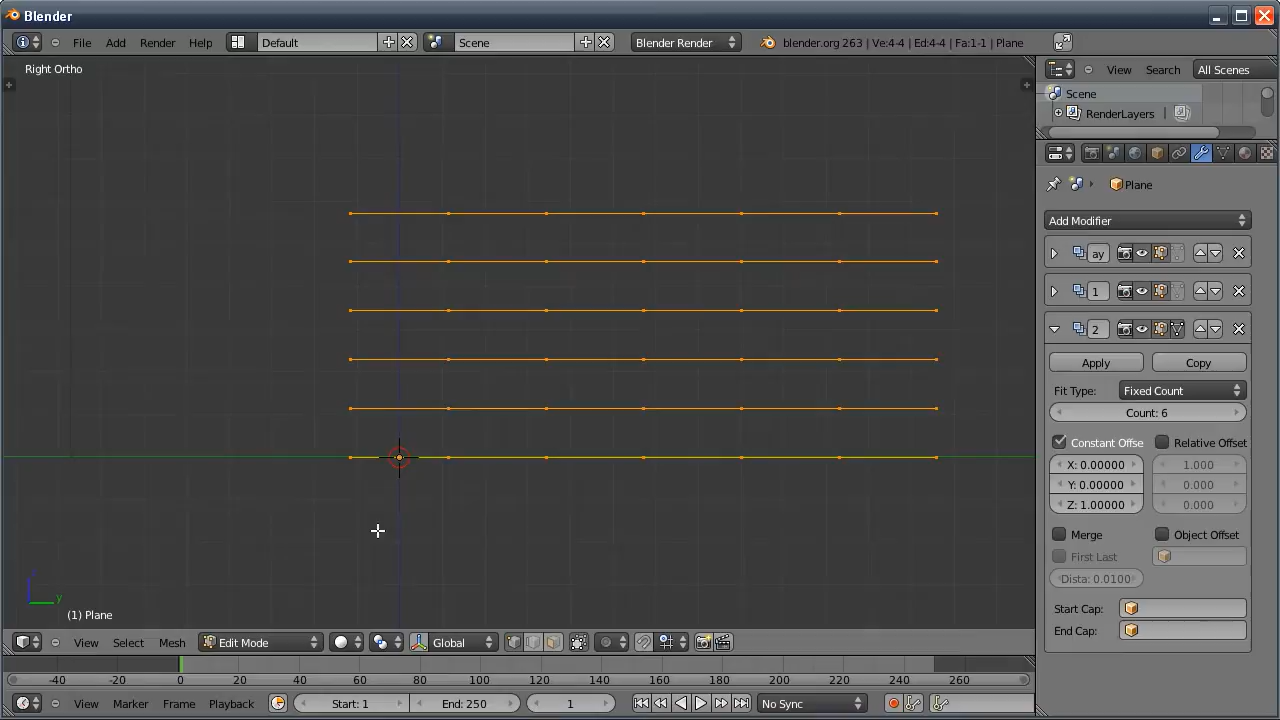 Blender
File Add Render Help Default Scene Blender Render blender.org 263 | Ve:4-4 | Ed:4-4 | Fa:1-1 | Plane
Right Ortho
View Search All Scenes
Scene
RenderLayers
Plane
Add Modifier
ay
1
2
Apply Copy
Fit Type: Fixed Count
Count: 6
Constant Offse Relative Offset
X: 0.00000 1.000
Y: 0.00000 0.000
Z: 1.00000 0.000
Merge Object Offset
First Last
Dista: 0.0100
Start Cap:
End Cap:
y
(1) Plane
View Select Mesh Edit Mode Global
-40 -20 0 20 40 60 80 100 120 140 160 180 200 220 240 260
View Marker Frame Playback Start: 1 End: 250 1 No Sync